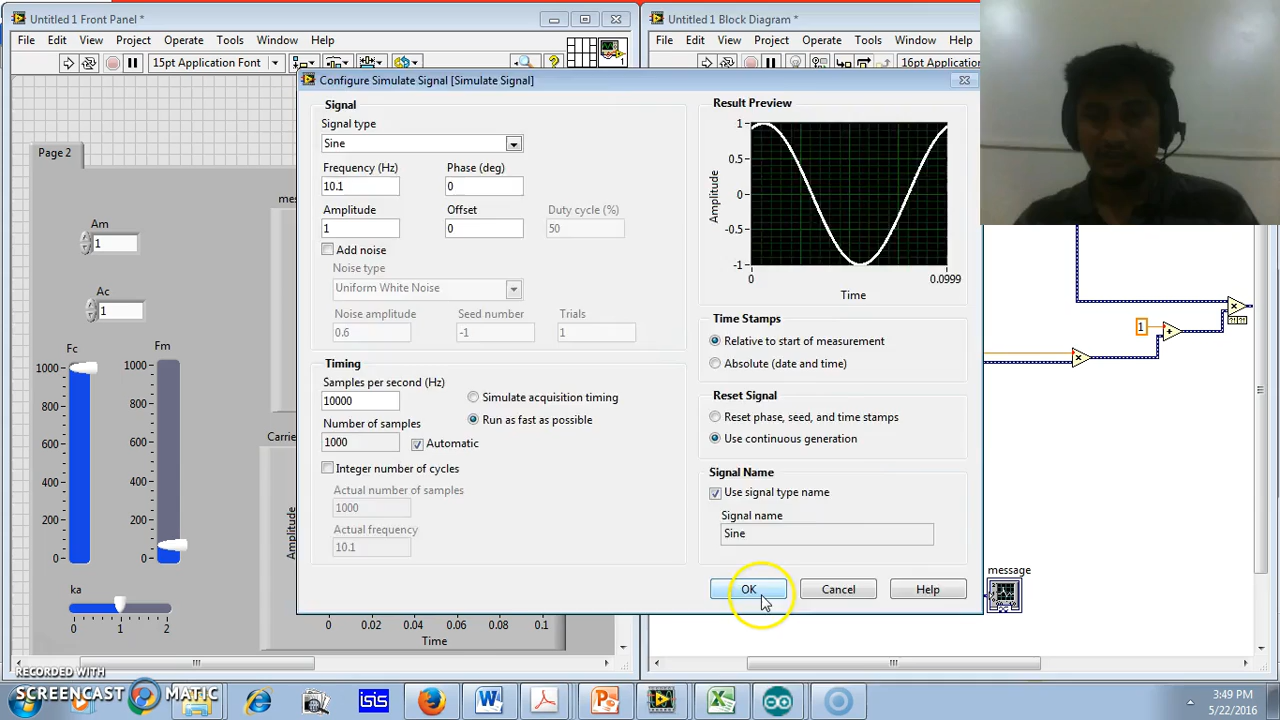 Untitled 1 Front Panel *
File Edit View Project Operate Tools Window Help
15pt Application Font
Untitled 1 Block Diagram *
File Edit View Project Operate Tools Window Help
16pt Application
Page 2
mes
Am
1
Ac
1
Fc
Fm
1000
800
600
400
200
0
1000
800
600
400
200
0
ka
0 1 2
Carrie
Amplitude
0 0.02 0.04 0.06 0.08 0.1
Time
Configure Simulate Signal [Simulate Signal]
Signal
Signal type
Sine
Frequency (Hz) Phase (deg)
10.1 0
Amplitude Offset Duty cycle (%)
1 0 50
Add noise
Noise type
Uniform White Noise
Noise amplitude Seed number Trials
0.6 -1 1
Timing
Samples per second (Hz)
10000
Simulate acquisition timing
Run as fast as possible
Number of samples
1000
Automatic
Integer number of cycles
Actual number of samples
1000
Actual frequency
10.1
Result Preview
Amplitude
1
0.5
0
-0.5
-1
0 0.0999
Time
Time Stamps
Relative to start of measurement
Absolute (date and time)
Reset Signal
Reset phase, seed, and time stamps
Use continuous generation
Signal Name
Use signal type name
Signal name
Sine
OK Cancel Help
1
message
RECORDED WITH
SCREENCAST MATIC
3:49 PM
5/22/2016